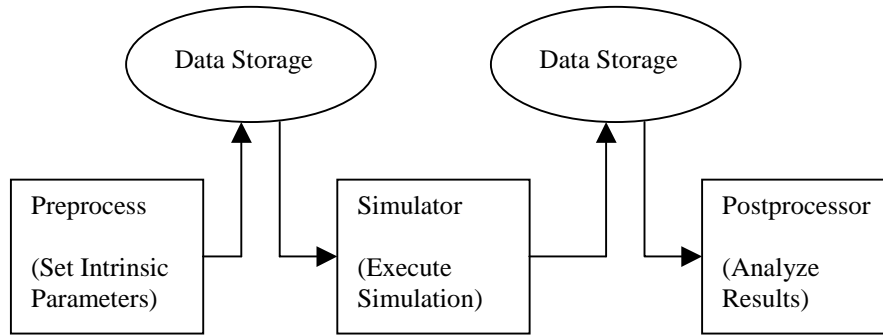 Data Storage
Data Storage
Preprocess
(Set Intrinsic
Parameters)
Simulator
(Execute
Simulation)
Postprocessor
(Analyze
Results)